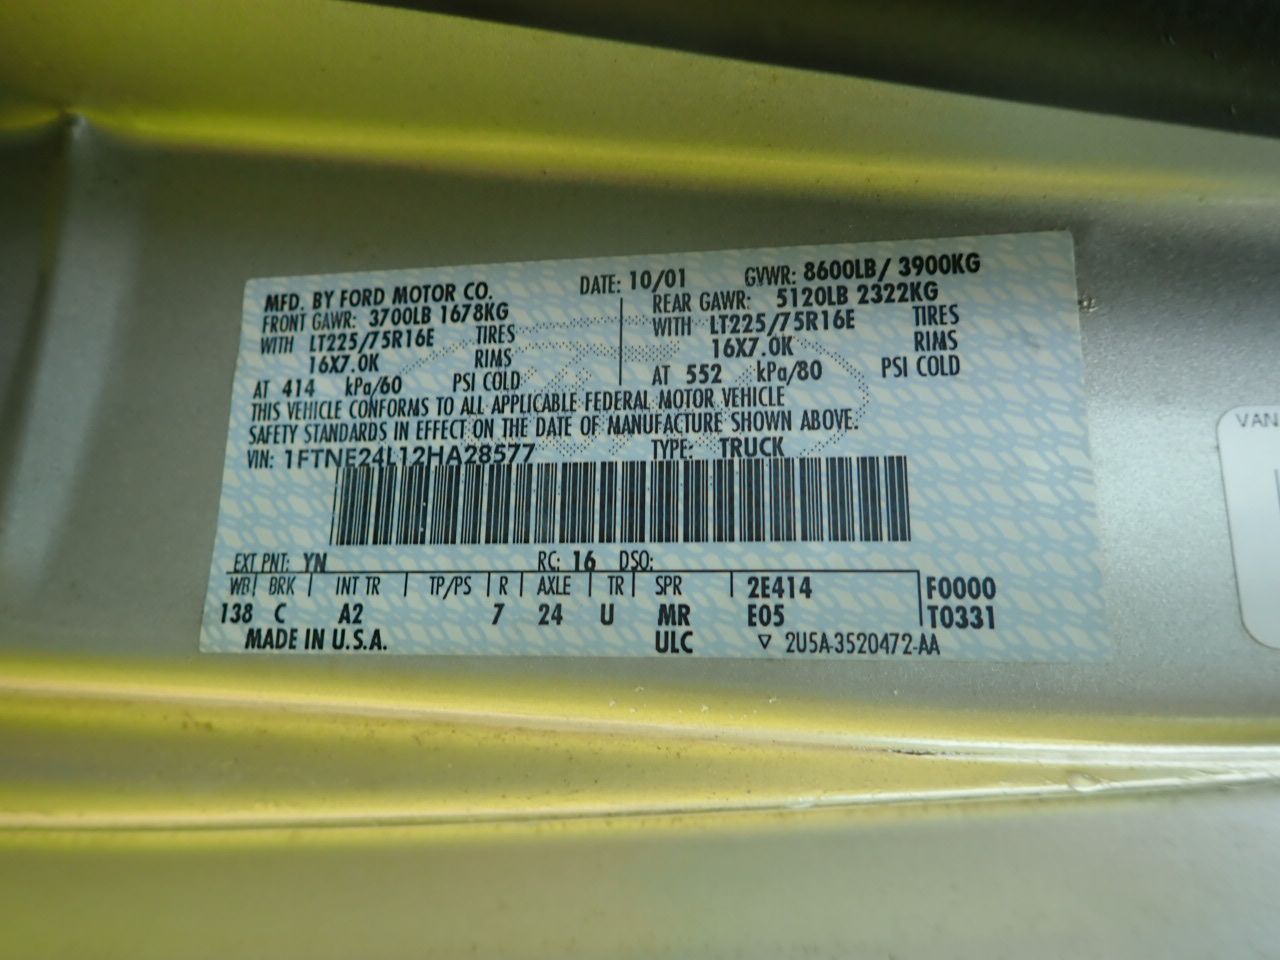 MFD. BY FORD MOTOR CO. DATE: 10/01 GVWR: 8600LB/ 3900KG
FRONT GAWR: 3700LB 1678KG REAR GAWR: 5120LB 2322KG
WITH LT225/75R16E TIRES WITH LT225/75R16E TIRES
16X7.0K RIMS 16X7.0K RIMS
AT 414 kPa/60 PSI COLD AT 552 kPa/80 PSI COLD
THIS VEHICLE CONFORMS TO ALL APPLICABLE FEDERAL MOTOR VEHICLE
SAFETY STANDARDS IN EFFECT ON THE DATE OF MANUFACTURE SHOWN ABOVE.
VIN: 1FTNE24L12HA28577 TYPE: TRUCK
EXT PNT: YN RC: 16 DSO:
WB BRK INT TR TP/PS R AXLE TR SPR 2E414 F0000
138 C A2 7 24 U MR E05 T0331
MADE IN U.S.A. ULC ▽ 2U5A-3520472-AA
VAN